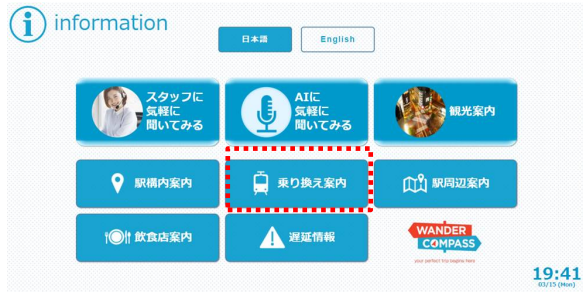 information
日本語
English
スタッフに
気軽に
聞いてみる
AIに
気軽に
聞いてみる
観光案内
駅構内案内
乗り換え案内
駅周辺案内
飲食店案内
遅延情報
WANDER
COMPASS
your perfect trip begins here
19:41
03/15 (Mon)